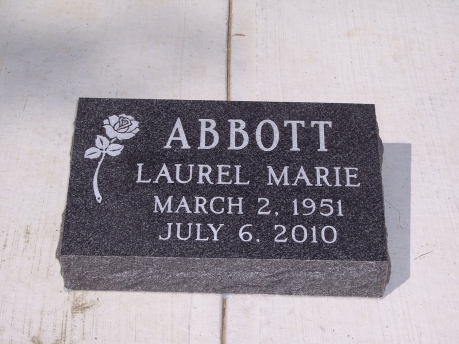 ABBOTT
LAUREL MARIE
MARCH 2, 1951
JULY 6, 2010